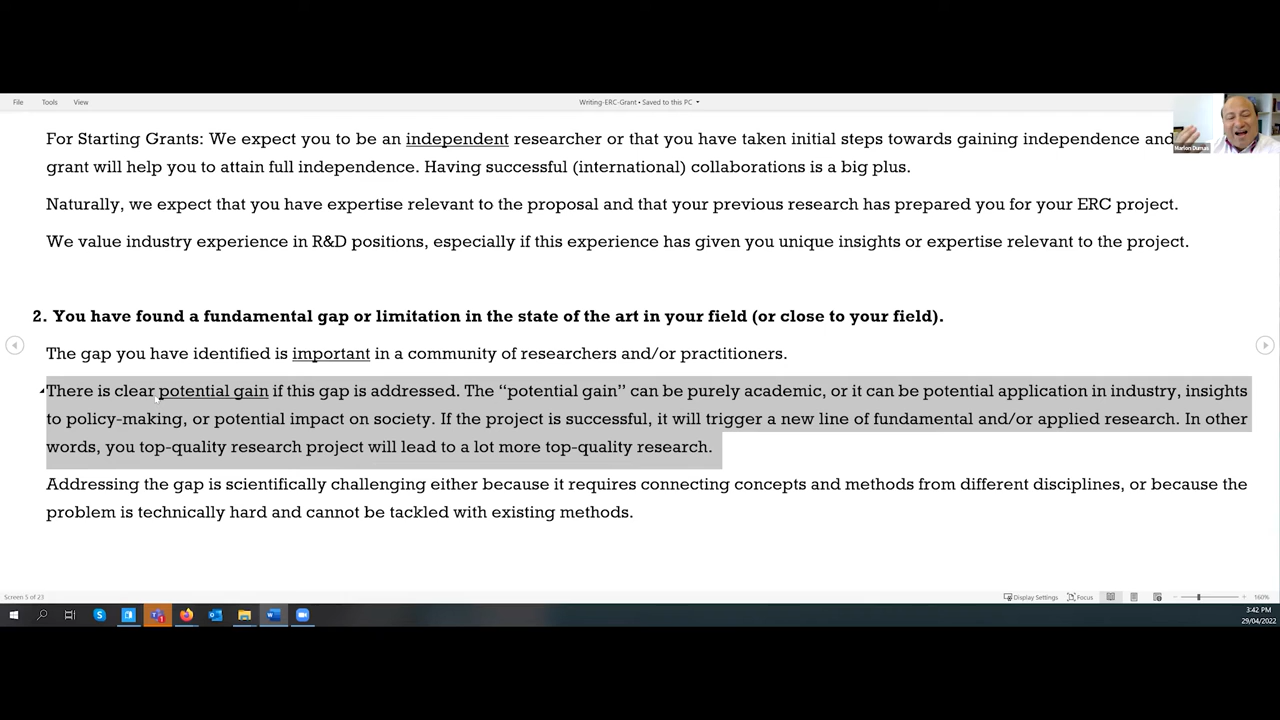 File Tools View Writing-ERC-Grant • Saved to this PC
For Starting Grants: We expect you to be an independent researcher or that you have taken initial steps towards gaining independence and
grant will help you to attain full independence. Having successful (international) collaborations is a big plus.
Marlon Dumas
Naturally, we expect that you have expertise relevant to the proposal and that your previous research has prepared you for your ERC project.
We value industry experience in R&D positions, especially if this experience has given you unique insights or expertise relevant to the project.
2. You have found a fundamental gap or limitation in the state of the art in your field (or close to your field).
The gap you have identified is important in a community of researchers and/or practitioners.
There is clear potential gain if this gap is addressed. The “potential gain” can be purely academic, or it can be potential application in industry, insights
to policy-making, or potential impact on society. If the project is successful, it will trigger a new line of fundamental and/or applied research. In other
words, you top-quality research project will lead to a lot more top-quality research.
Addressing the gap is scientifically challenging either because it requires connecting concepts and methods from different disciplines, or because the
problem is technically hard and cannot be tackled with existing methods.
Screen 5 of 23 Display Settings Focus 160%
3:42 PM
29/04/2022